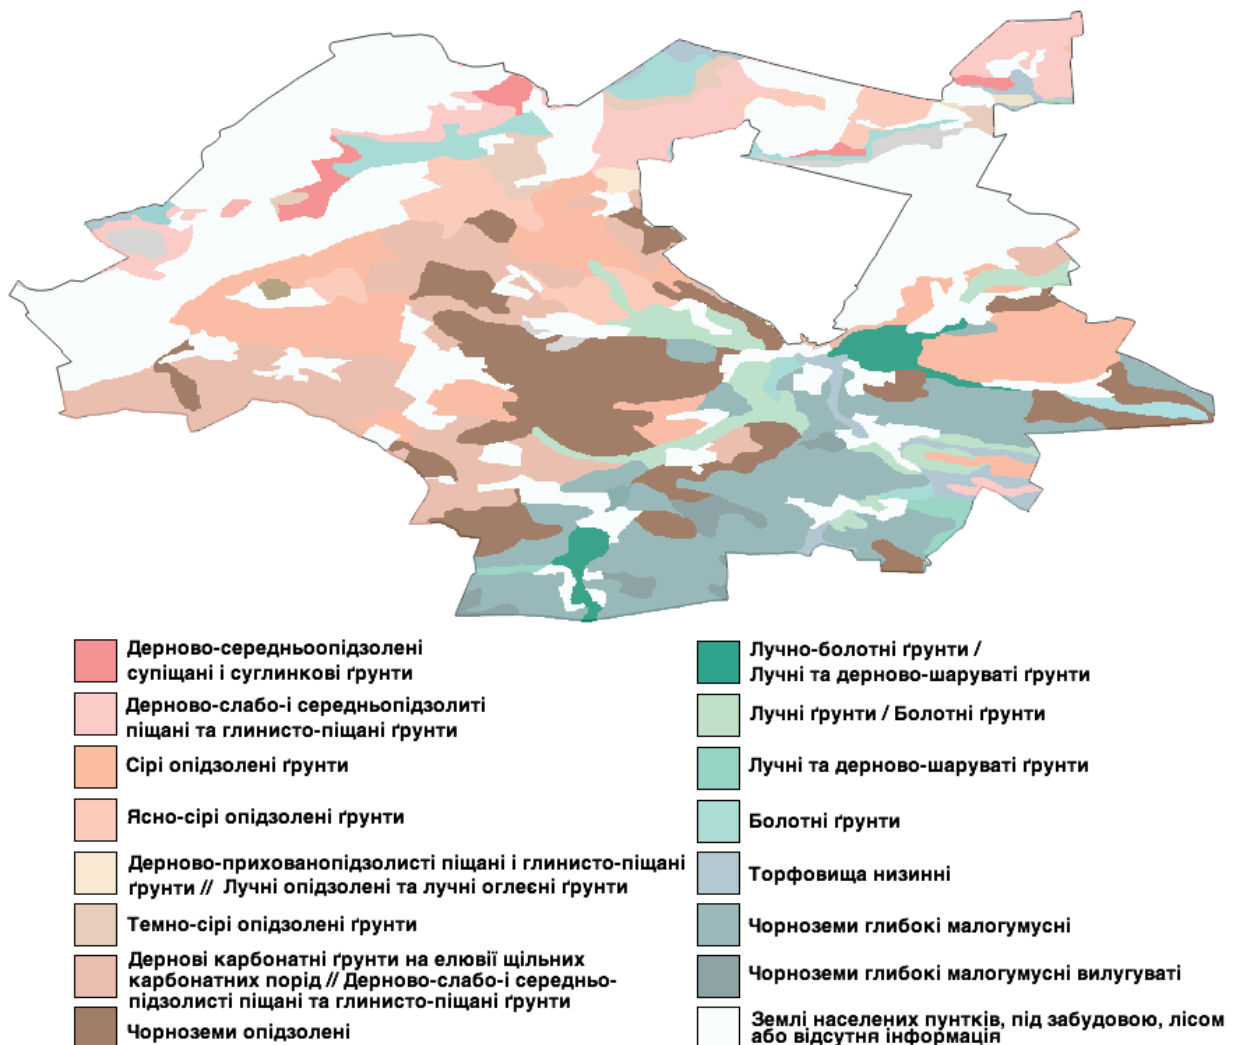 Дерново-середньоопідзолені
супіщані і суглинкові ґрунти
Дерново-слабо-і середньопідзолиті
піщані та глинисто-піщані ґрунти
Сірі опідзолені ґрунти
Ясно-сірі опідзолені ґрунти
Дерново-прихованопідзолисті піщані і глинисто-піщані
ґрунти // Лучні опідзолені та лучні оглеєні ґрунти
Темно-сірі опідзолені ґрунти
Дернові карбонатні ґрунти на елювії щільних
карбонатних порід // Дерново-слабо-і середньо-
підзолисті піщані та глинисто-піщані ґрунти
Чорноземи опідзолені
Лучно-болотні ґрунти /
Лучні та дерново-шаруваті ґрунти
Лучні ґрунти / Болотні ґрунти
Лучні та дерново-шаруваті ґрунти
Болотні ґрунти
Торфовища низинні
Чорноземи глибокі малогумусні
Чорноземи глибокі малогумусні вилугуваті
Землі населених пунтків, під забудовою, лісом
або відсутня інформація